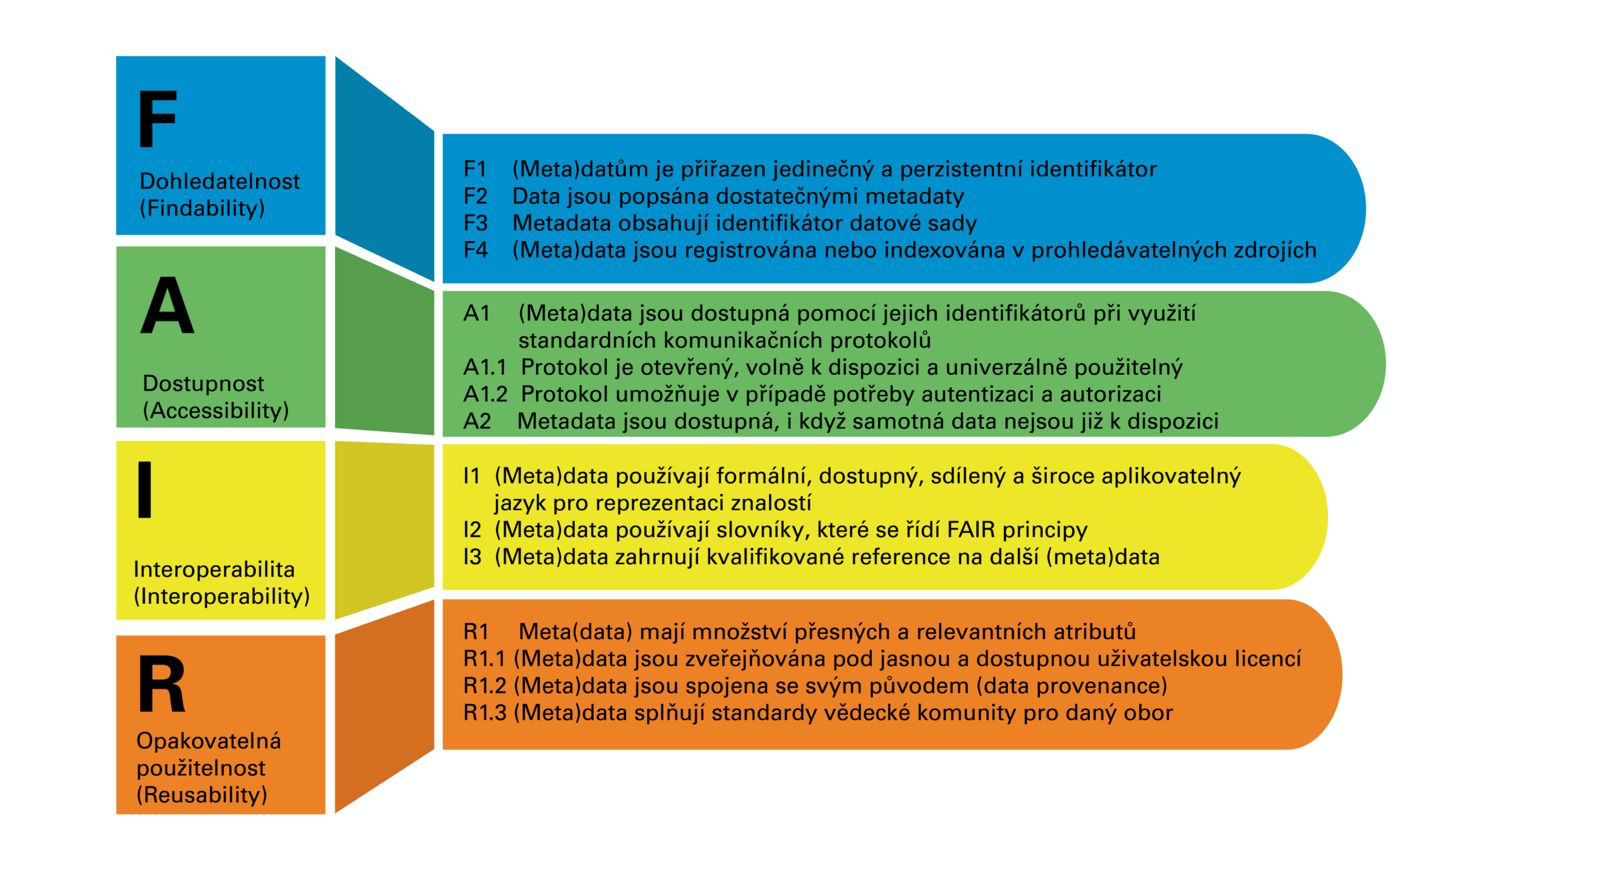 F
Dohledatelnost
(Findability)
F1 (Meta)datům je přiřazen jedinečný a perzistentní identifikátor
F2 Data jsou popsána dostatečnými metadaty
F3 Metadata obsahují identifikátor datové sady
F4 (Meta)data jsou registrována nebo indexována v prohledávatelných zdrojích
A
Dostupnost
(Accessibility)
A1 (Meta)data jsou dostupná pomocí jejich identifikátorů při využití
standardních komunikačních protokolů
A1.1 Protokol je otevřený, volně k dispozici a univerzálně použitelný
A1.2 Protokol umožňuje v případě potřeby autentizaci a autorizaci
A2 Metadata jsou dostupná, i když samotná data nejsou již k dispozici
I
Interoperabilita
(Interoperability)
I1 (Meta)data používají formální, dostupný, sdílený a široce aplikovatelný
jazyk pro reprezentaci znalostí
I2 (Meta)data používají slovníky, které se řídí FAIR principy
I3 (Meta)data zahrnují kvalifikované reference na další (meta)data
R
Opakovatelná
použitelnost
(Reusability)
R1 Meta(data) mají množství přesných a relevantních atributů
R1.1 (Meta)data jsou zveřejňována pod jasnou a dostupnou uživatelskou licencí
R1.2 (Meta)data jsou spojena se svým původem (data provenance)
R1.3 (Meta)data splňují standardy vědecké komunity pro daný obor